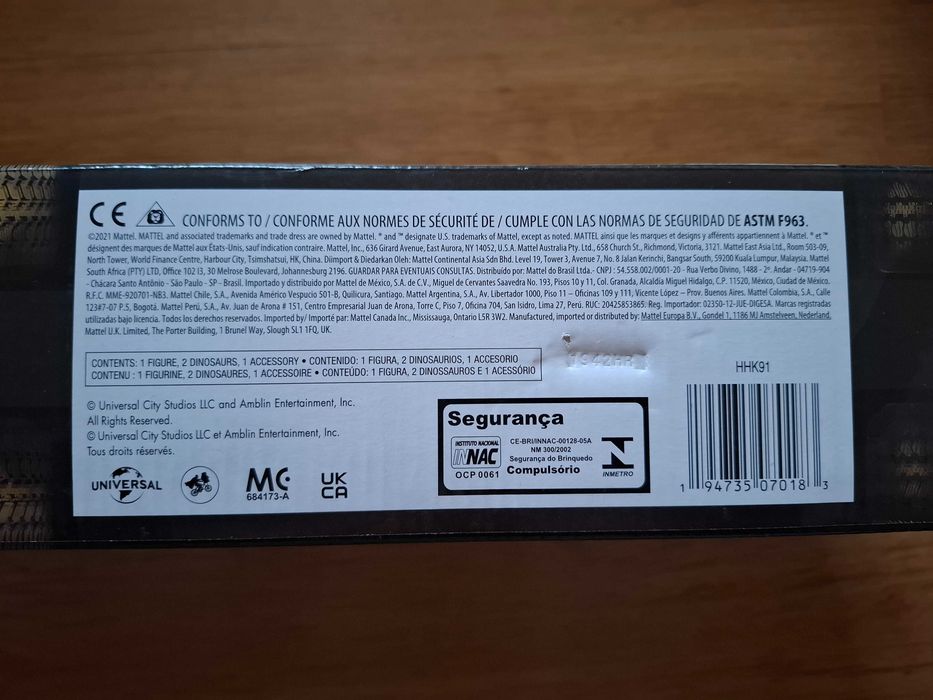 CE CONFORMS TO / CONFORME AUX NORMES DE SÉCURITÉ DE / CUMPLE CON LAS NORMAS DE SEGURIDAD DE ASTM F963.
©2021 Mattel. MATTEL and associated trademarks and trade dress are owned by Mattel. ® and ™ designate U.S. trademarks of Mattel, except as noted. MATTEL ainsi que les marques et designs y afférents appartiennent à Mattel. ® et ™
désignent des marques de Mattel aux États-Unis, sauf indication contraire. Mattel, Inc., 636 Girard Avenue, East Aurora, NY 14052, U.S.A. Mattel Australia Pty. Ltd., 658 Church St., Richmond, Victoria, 3121. Mattel East Asia Ltd., Room 503-09,
North Tower, World Finance Centre, Harbour City, Tsimshatsui, HK, China. Diimport & Diedarkan Oleh: Mattel Continental Asia Sdn Bhd. Level 19, Tower 3, Avenue 7, No. 8 Jalan Kerinchi, Bangsar South, 59200 Kuala Lumpur, Malaysia. Mattel
South Africa (PTY) LTD, Office 102 I3, 30 Melrose Boulevard, Johannesburg 2196. GUARDAR PARA EVENTUAIS CONSULTAS. Distribuído por: Mattel do Brasil Ltda. - CNPJ : 54.558.002/0001-20 - Rua Verbo Divino, 1488 - 2º. Andar - 04719-904
- Chácara Santo Antônio - São Paulo - SP - Brasil. Importado y distribuido por Mattel de México, S.A. de C.V., Miguel de Cervantes Saavedra No. 193, Pisos 10 y 11, Col. Granada, Alcaldía Miguel Hidalgo, C.P. 11520, México, Ciudad de México.
R.F.C. MME-920701-NB3. Mattel Chile, S.A., Avenida Américo Vespucio 501-B, Quilicura, Santiago. Mattel Argentina, S.A., Av. Libertador 1000, Piso 11 – Oficinas 109 y 111, Vicente López – Prov. Buenos Aires. Mattel Colombia, S.A., Calle
123#7-07 P.5, Bogotá. Mattel Perú, S.A., Av. Juan de Arona # 151, Centro Empresarial Juan de Arona, Torre C, Piso 7, Oficina 704, San Isidro, Lima 27, Perú. RUC: 20425853865. Reg. Importador: 02350-12-JUE-DIGESA. Marcas registradas
utilizadas bajo licencia. Todos los derechos reservados. Imported by/ Importé par: Mattel Canada Inc., Mississauga, Ontario L5R 3W2. Manufactured, imported or distributed by: Mattel Europa B.V., Gondel 1, 1186 MJ Amstelveen, Nederland.
Mattel U.K. Limited, The Porter Building, 1 Brunel Way, Slough SL1 1FQ, UK.
CONTENTS: 1 FIGURE, 2 DINOSAURS, 1 ACCESSORY • CONTENIDO: 1 FIGURA, 2 DINOSAURIOS, 1 ACCESORIO
CONTENU : 1 FIGURINE, 2 DINOSAURES, 1 ACCESSOIRE • CONTEÚDO: 1 FIGURA, 2 DINOSSAUROS E 1 ACESSÓRIO
HHK91
© Universal City Studios LLC and Amblin Entertainment, Inc.
All Rights Reserved.
© Universal City Studios LLC et Amblin Entertainment, Inc.
Tous droits réservés.
UNIVERSAL
MC
684173-A
UK
CA
Segurança
INSTITUTO NACIONAL
INNAC
OCP 0061
CE-BRI/INNAC-00128-05A
NM 300/2002
Segurança do Brinquedo
Compulsório
INMETRO
1 94735 07018 3